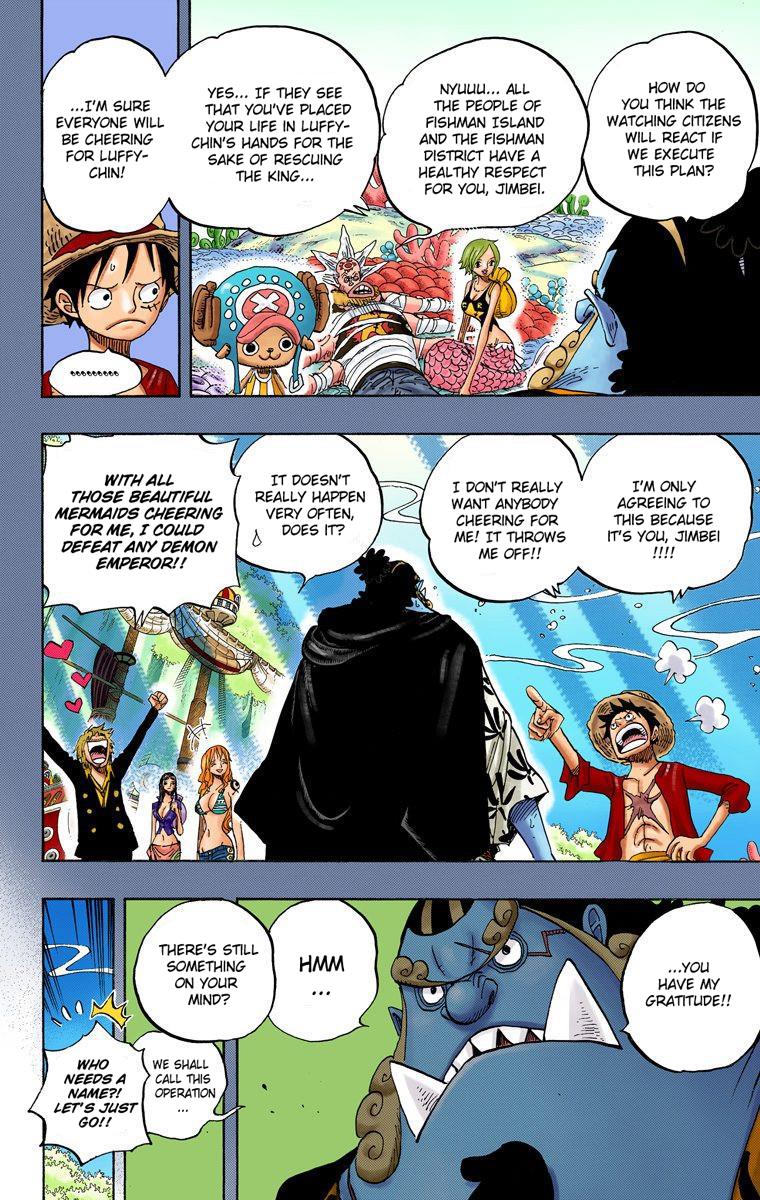 HOW DO
YOU THINK THE
WATCHING CITIZENS
WILL REACT IF
WE EXECUTE
THIS PLAN?
NYUUU... ALL
THE PEOPLE OF
FISHMAN ISLAND
AND THE FISHMAN
DISTRICT HAVE A
HEALTHY RESPECT
FOR YOU, JIMBEI.
YES... IF THEY SEE
THAT YOU'VE PLACED
YOUR LIFE IN LUFFY-
CHIN'S HANDS FOR THE
SAKE OF RESCUING
THE KING...
...I'M SURE
EVERYONE WILL
BE CHEERING
FOR LUFFY-
CHIN!
............
I'M ONLY
AGREEING TO
THIS BECAUSE
IT'S YOU, JIMBEI
!!!!
I DON'T REALLY
WANT ANYBODY
CHEERING FOR
ME! IT THROWS
ME OFF!!
IT DOESN'T
REALLY HAPPEN
VERY OFTEN,
DOES IT?
WITH ALL
THOSE BEAUTIFUL
MERMAIDS CHEERING
FOR ME, I COULD
DEFEAT ANY DEMON
EMPEROR!!
...YOU
HAVE MY
GRATITUDE!!
HMM
...
THERE'S STILL
SOMETHING
ON YOUR
MIND?
WE SHALL
CALL THIS
OPERATION
...
WHO
NEEDS A
NAME?!
LET'S JUST
GO!!